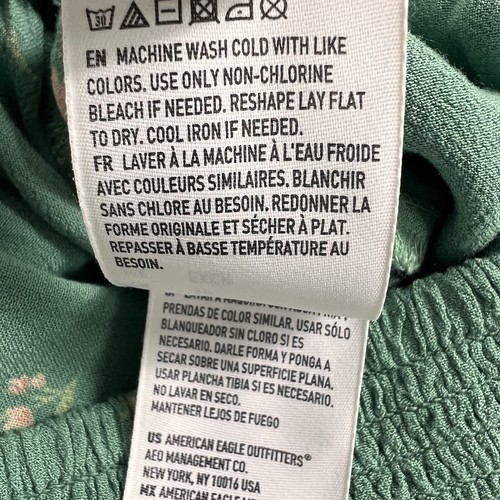 30
EN MACHINE WASH COLD WITH LIKE
COLORS. USE ONLY NON-CHLORINE
BLEACH IF NEEDED. RESHAPE LAY FLAT
TO DRY. COOL IRON IF NEEDED.
FR LAVER À LA MACHINE À L'EAU FROIDE
AVEC COULEURS SIMILAIRES. BLANCHIR
SANS CHLORE AU BESOIN. REDONNER LA
FORME ORIGINALE ET SÉCHER À PLAT.
REPASSER À BASSE TEMPÉRATURE AU
BESOIN.
PRENDAS DE COLOR SIMILAR. USAR SÓLO
BLANQUEADOR SIN CLORO SI ES
NECESARIO. DARLE FORMA Y PONGA A
SECAR SOBRE UNA SUPERFICIE PLANA.
USAR PLANCHA TIBIA SI ES NECESARIO.
NO LAVAR EN SECO.
MANTENER LEJOS DE FUEGO
US AMERICAN EAGLE OUTFITTERS®
AEO MANAGEMENT CO.
NEW YORK, NY 10016 USA
MX AMERICAN EAGLE